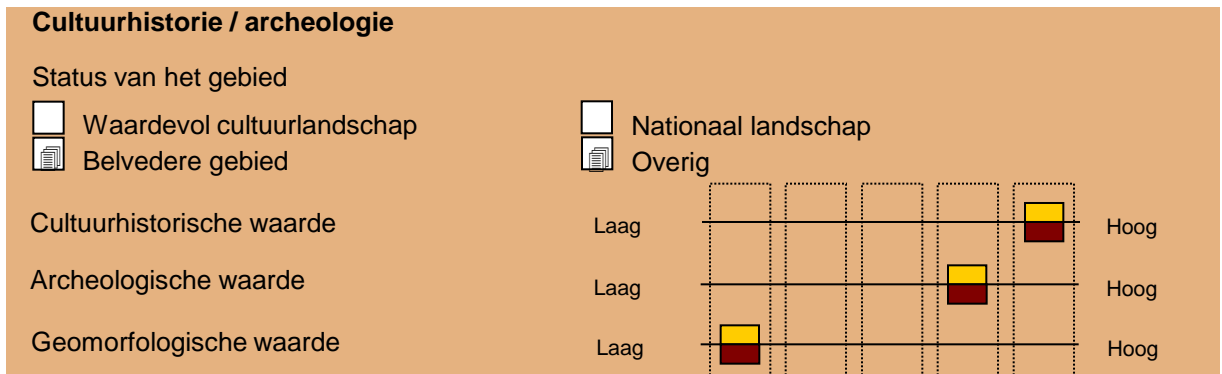 Cultuurhistorie / archeologie
Status van het gebied
Waardevol cultuurlandschap Nationaal landschap
Belvedere gebied Overig
Cultuurhistorische waarde Laag Hoog
Archeologische waarde Laag Hoog
Geomorfologische waarde Laag Hoog